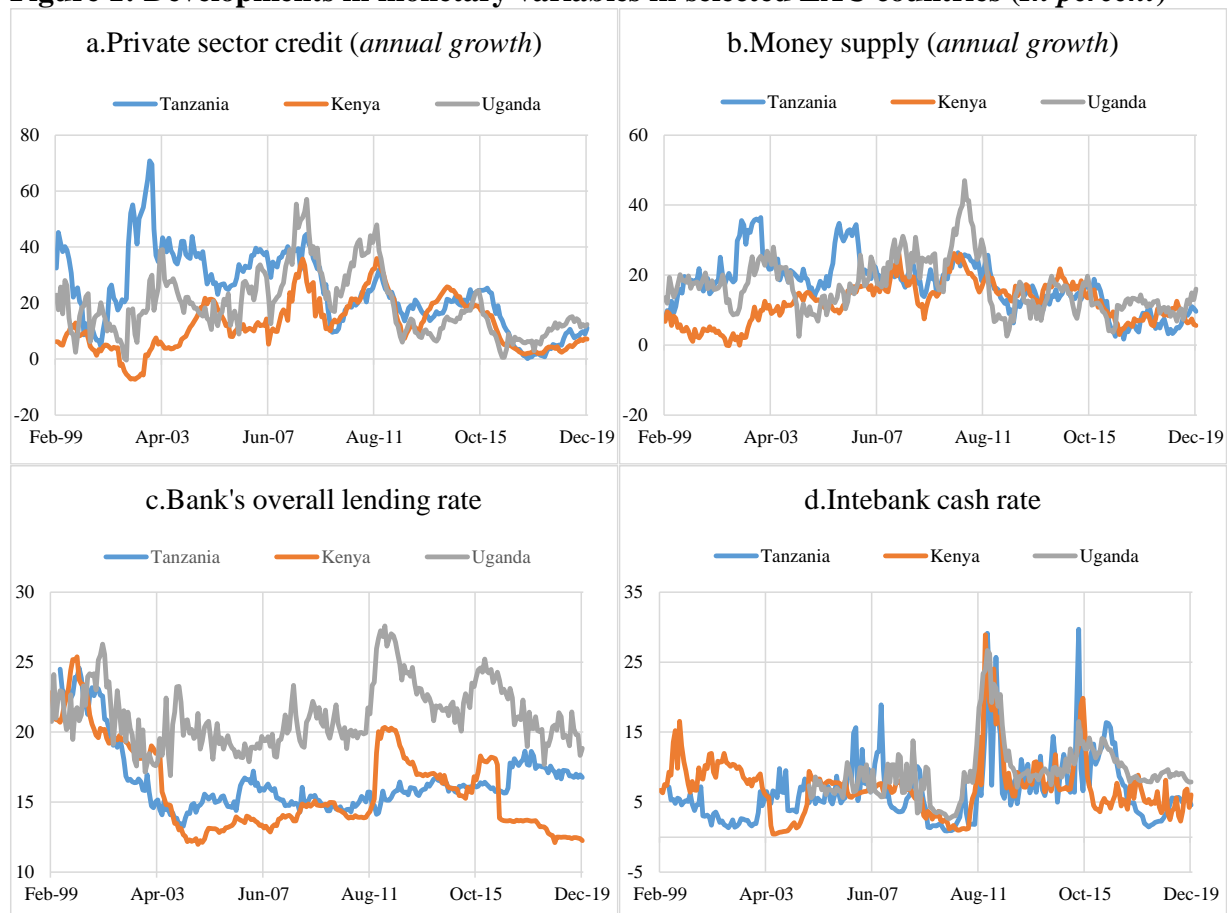 a.Private sector credit (annual growth)
Tanzania Kenya Uganda
80
60
40
20
0
-20
Feb-99 Apr-03 Jun-07 Aug-11 Oct-15 Dec-19
b.Money supply (annual growth)
Tanzania Kenya Uganda
60
40
20
0
-20
Feb-99 Apr-03 Jun-07 Aug-11 Oct-15 Dec-19
c.Bank's overall lending rate
Tanzania Kenya Uganda
30
25
20
15
10
Feb-99 Apr-03 Jun-07 Aug-11 Oct-15 Dec-19
d.Intebank cash rate
Tanzania Kenya Uganda
35
25
15
5
-5
Feb-99 Apr-03 Jun-07 Aug-11 Oct-15 Dec-19